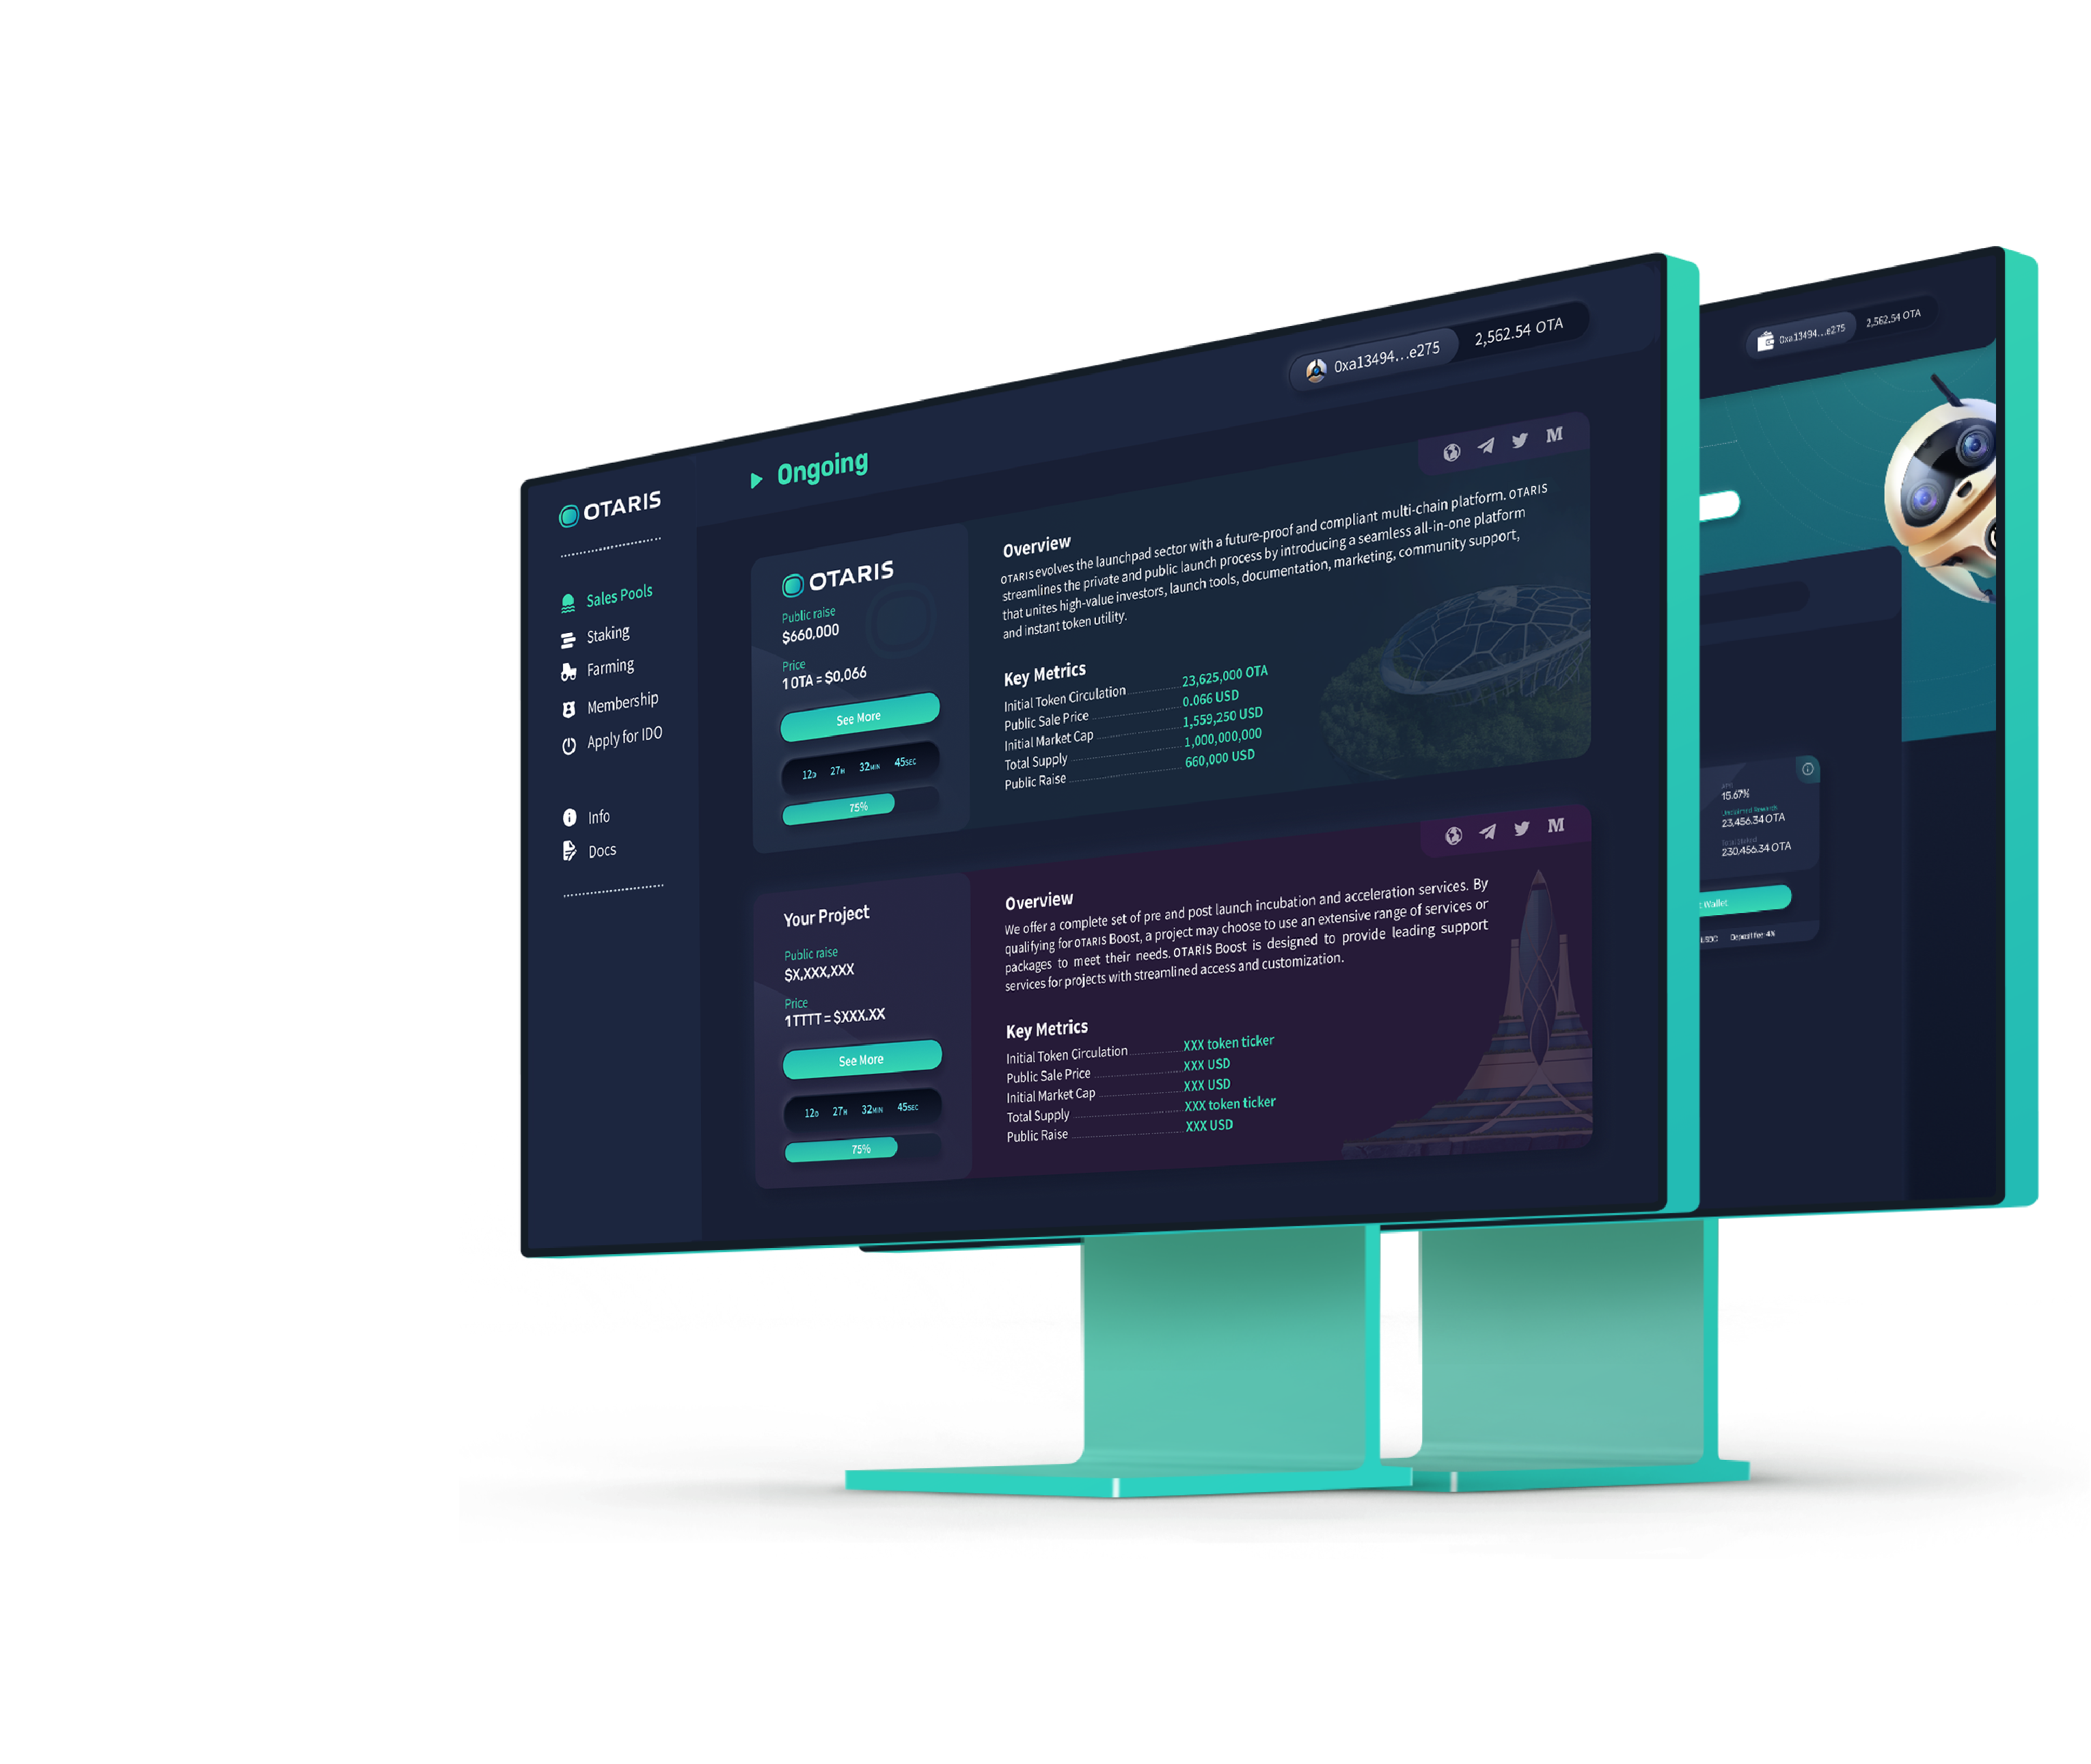 OTARIS
Sales Pools
Staking
Farming
Membership
Apply for IDO
Info
Docs
Ongoing
0xa13494...e275
2,562.54 OTA
OTARIS
Public raise
$660,000
Price
1 OTA = $0,066
See More
12D 27H 32MIN 45SEC
75%
Overview
OTARIS evolves the launchpad sector with a future-proof and compliant multi-chain platform. OTARIS
streamlines the private and public launch process by introducing a seamless all-in-one platform
that unites high-value investors, launch tools, documentation, marketing, community support,
and instant token utility.
Key Metrics
Initial Token Circulation 23,625,000 OTA
Public Sale Price 0.066 USD
Initial Market Cap 1,559,250 USD
Total Supply 1,000,000,000
Public Raise 660,000 USD
M
Your Project
Public raise
$X,XXX,XXX
Price
1 TTTT = $XXX.XX
See More
12D 27H 32MIN 45SEC
75%
Overview
We offer a complete set of pre and post launch incubation and acceleration services. By
qualifying for OTARIS Boost, a project may choose to use an extensive range of services or
packages to meet their needs. OTARIS Boost is designed to provide leading support
services for projects with streamlined access and customization.
Key Metrics
Initial Token Circulation XXX token ticker
Public Sale Price XXX USD
Initial Market Cap XXX USD
Total Supply XXX token ticker
Public Raise XXX USD
M
0xa13494...e275
2,562.54 OTA
15.67%
Unclaimed Rewards
23,456.34 OTA
230,456.34 OTA
Wallet
USDC
Deposit fee 4%